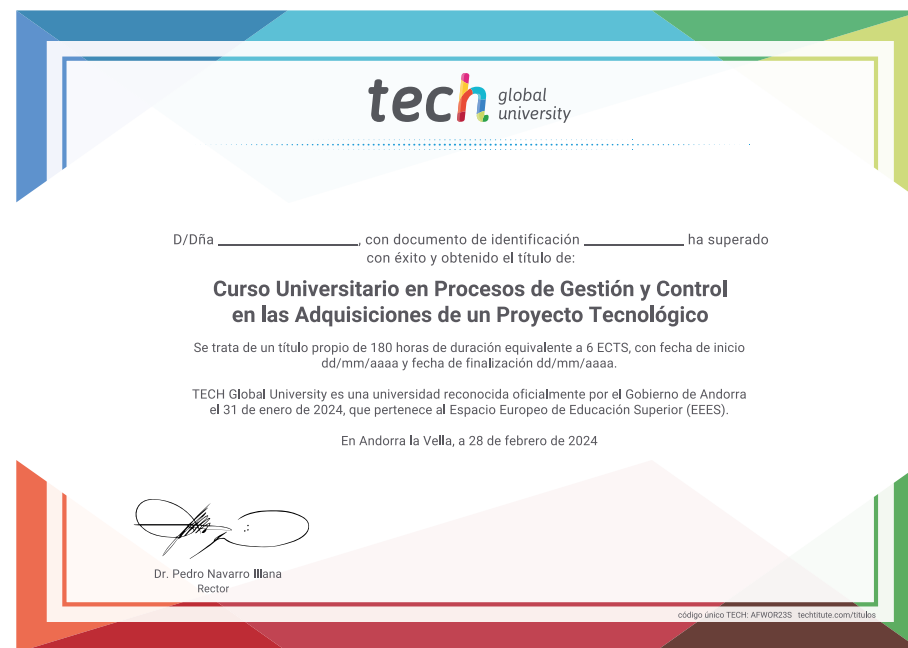 tech global
university
D/Dña ________________, con documento de identificación ____________ ha superado
con éxito y obtenido el título de:
Curso Universitario en Procesos de Gestión y Control
en las Adquisiciones de un Proyecto Tecnológico
Se trata de un título propio de 180 horas de duración equivalente a 6 ECTS, con fecha de inicio
dd/mm/aaaa y fecha de finalización dd/mm/aaaa.
TECH Global University es una universidad reconocida oficialmente por el Gobierno de Andorra
el 31 de enero de 2024, que pertenece al Espacio Europeo de Educación Superior (EEES).
En Andorra la Vella, a 28 de febrero de 2024
Dr. Pedro Navarro Illana
Rector
código único TECH: AFWOR23S techtitute.com/titulos